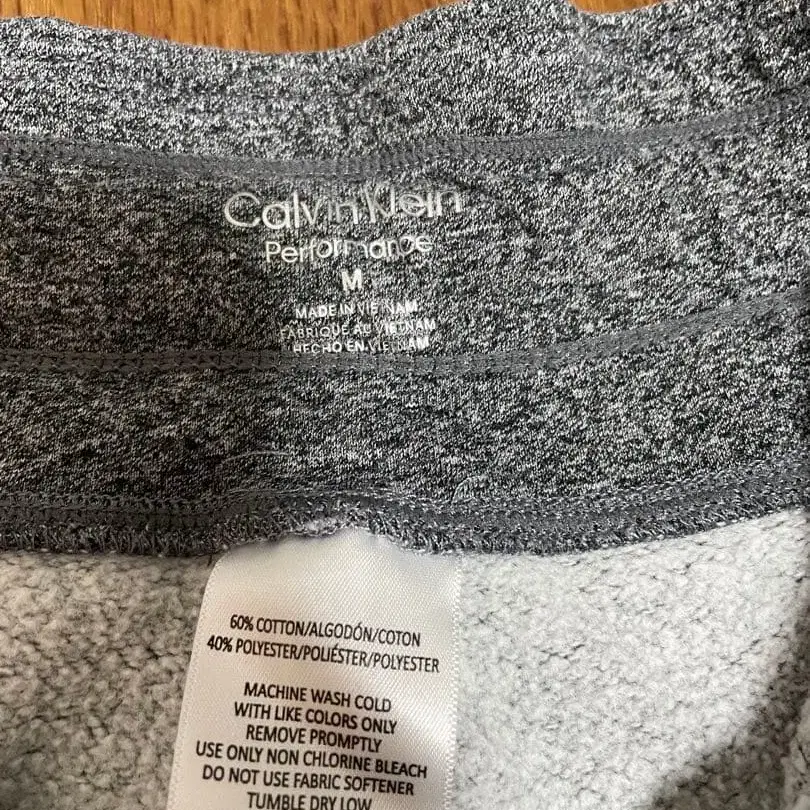 Calvin Klein
Performance
M
MADE IN VIETNAM
FABRIQUÉ AU VIETNAM
HECHO EN VIETNAM
60% COTTON/ALGODÓN/COTON
40% POLYESTER/POLIÉSTER/POLYESTER
MACHINE WASH COLD
WITH LIKE COLORS ONLY
REMOVE PROMPTLY
USE ONLY NON CHLORINE BLEACH
DO NOT USE FABRIC SOFTENER
TUMBLE DRY LOW